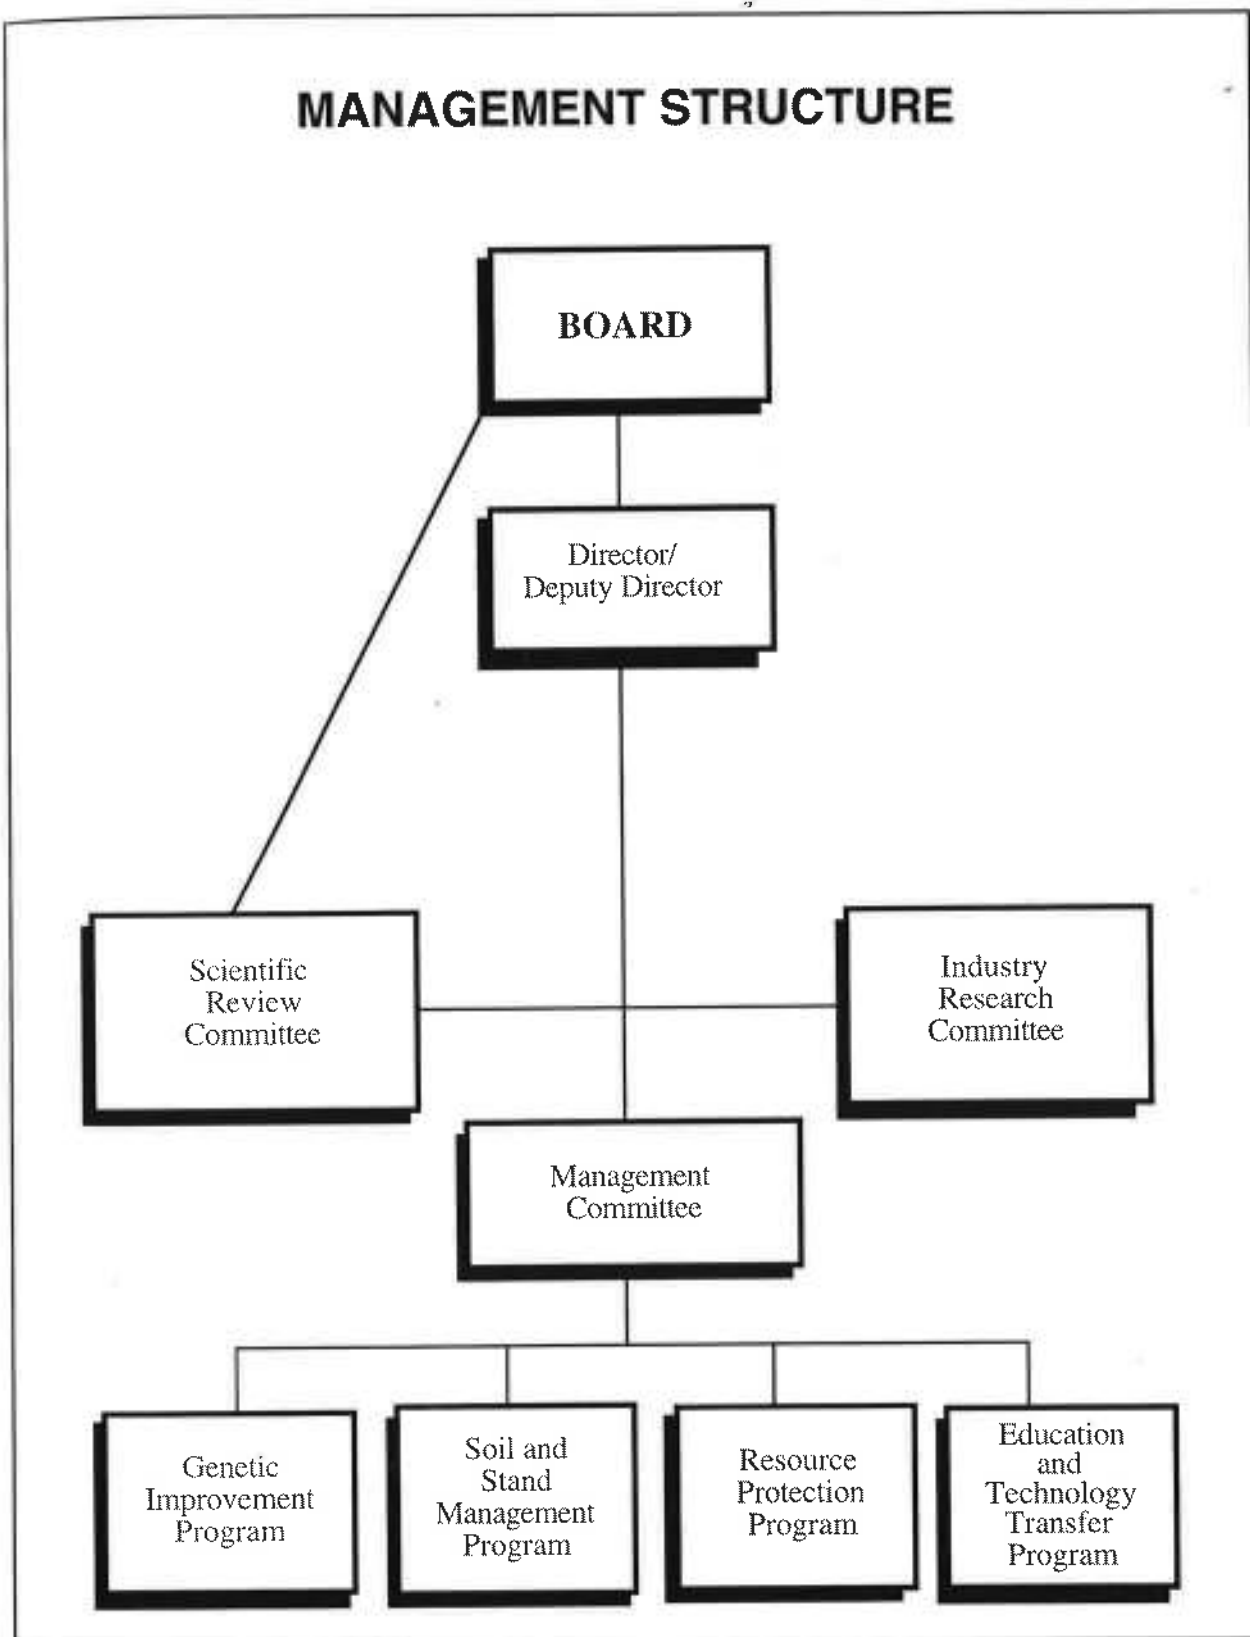 MANAGEMENT STRUCTURE
BOARD
Director/
Deputy Director
Scientific
Review
Committee
Industry
Research
Committee
Management
Committee
Genetic
Improvement
Program
Soil and
Stand
Management
Program
Resource
Protection
Program
Education
and
Technology
Transfer
Program